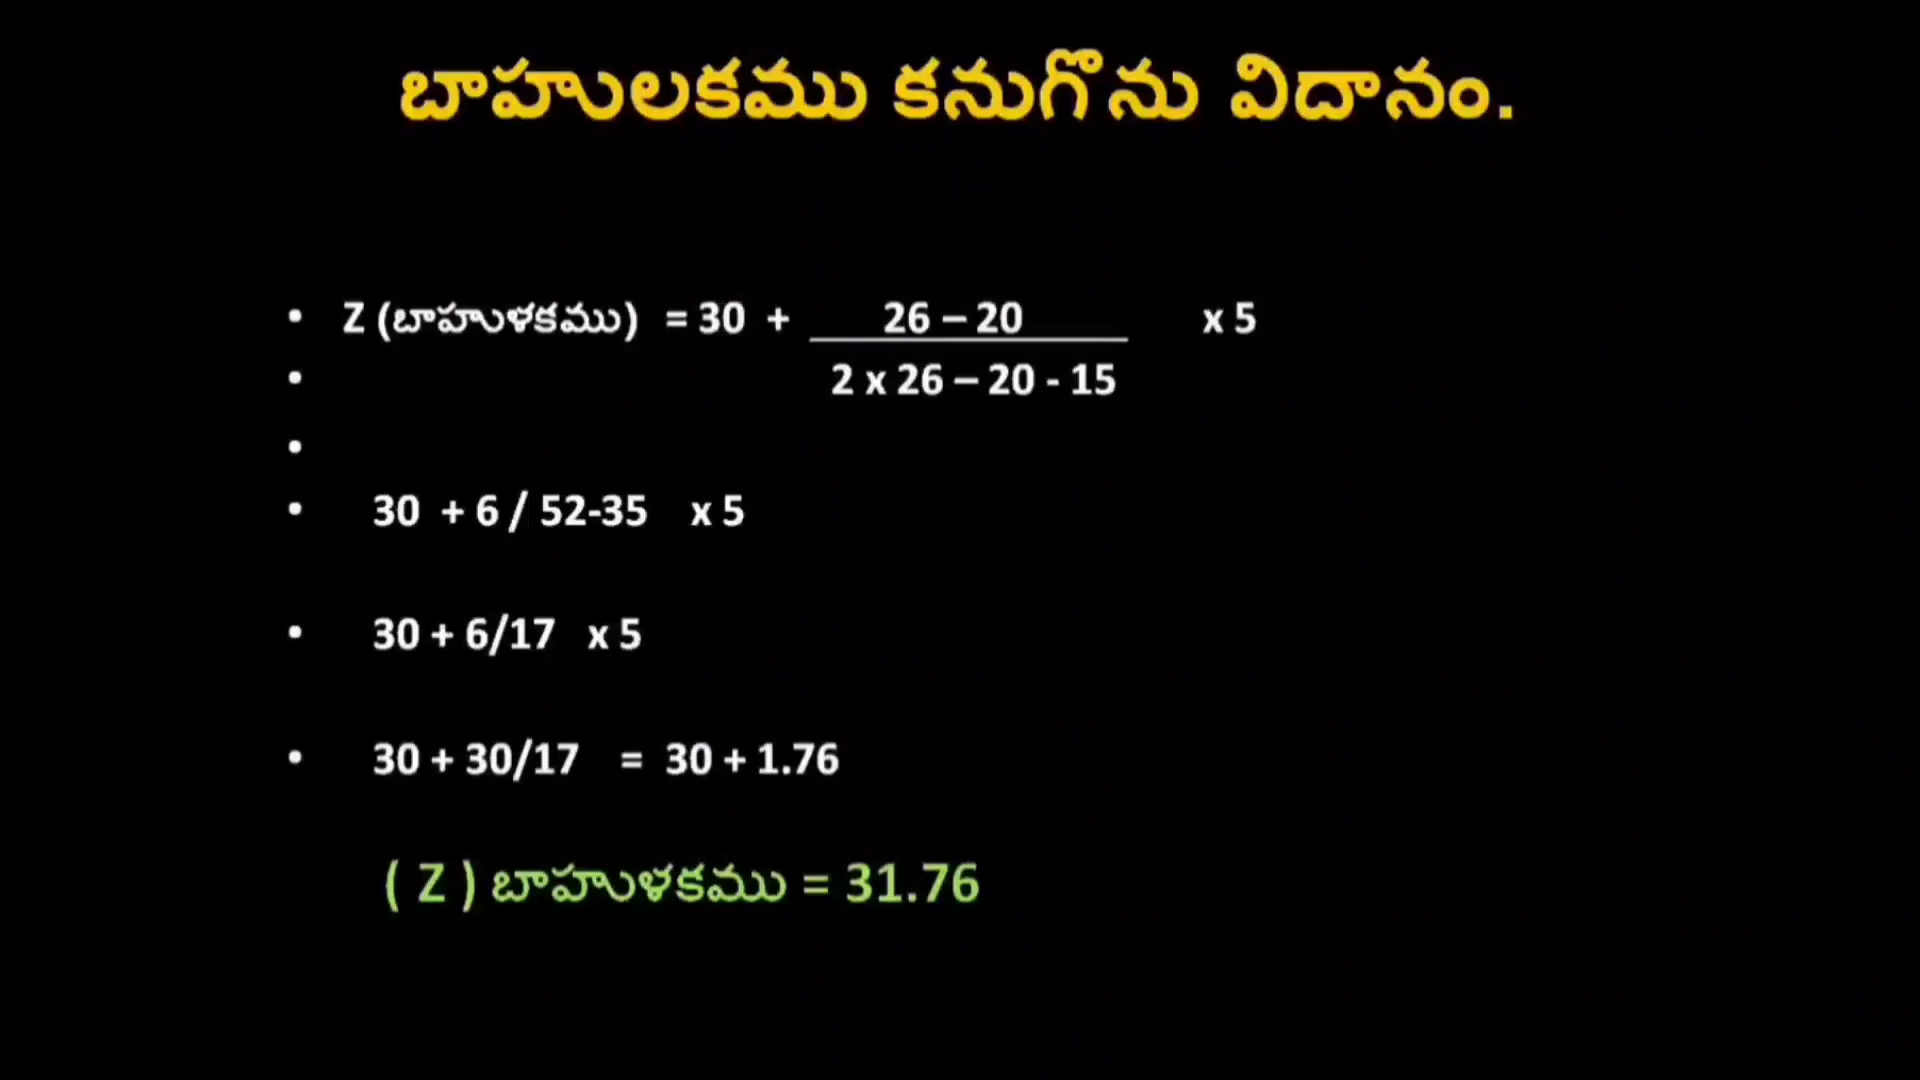 బాహులకము కనుగొను విదానం.
• Z (బాహుళకము) = 30 + 26 – 20 x 5
• 2 x 26 – 20 - 15
•
• 30 + 6 / 52-35 x 5
• 30 + 6/17 x 5
• 30 + 30/17 = 30 + 1.76
( Z ) బాహుళకము = 31.76